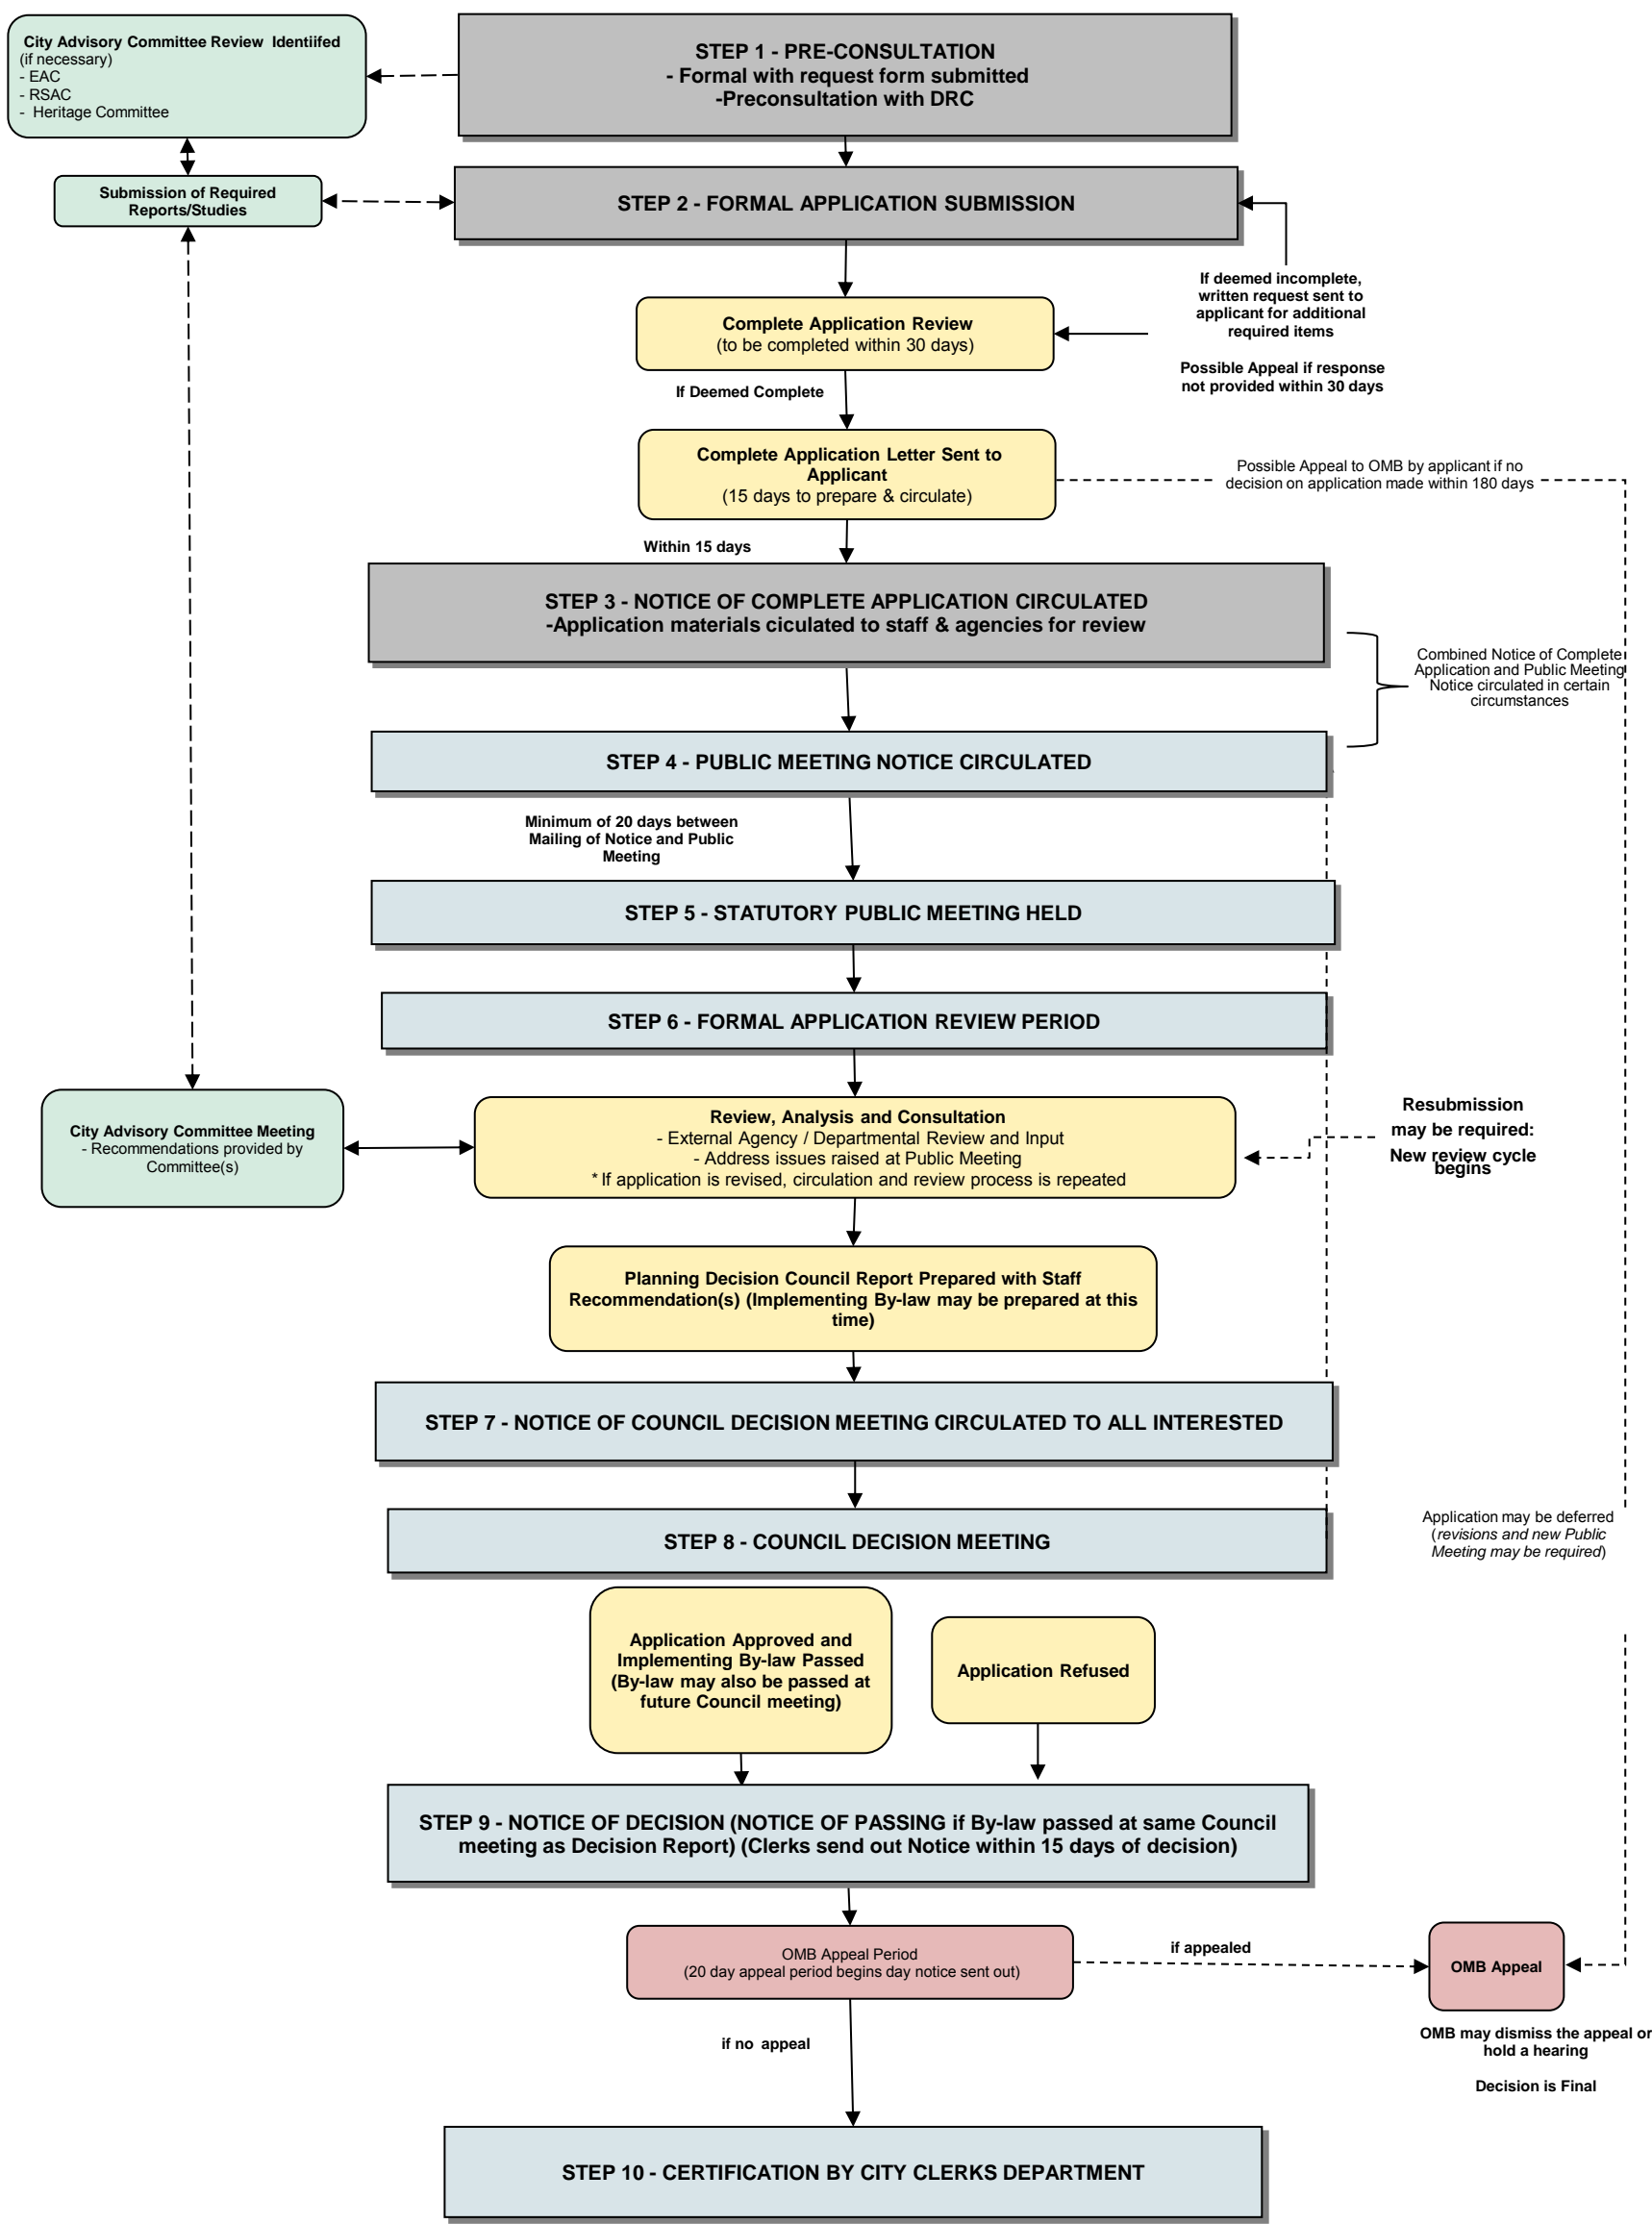 City Advisory Committee Review Identiifed
(if necessary)
- EAC
- RSAC
- Heritage Committee
STEP 1 - PRE-CONSULTATION
- Formal with request form submitted
-Preconsultation with DRC
Submission of Required
Reports/Studies
STEP 2 - FORMAL APPLICATION SUBMISSION
If deemed incomplete,
written request sent to
applicant for additional
required items
Possible Appeal if response
not provided within 30 days
Complete Application Review
(to be completed within 30 days)
If Deemed Complete
Complete Application Letter Sent to
Applicant
(15 days to prepare & circulate)
Possible Appeal to OMB by applicant if no
decision on application made within 180 days
Within 15 days
STEP 3 - NOTICE OF COMPLETE APPLICATION CIRCULATED
-Application materials ciculated to staff & agencies for review
Combined Notice of Complete
Application and Public Meeting
Notice circulated in certain
circumstances
STEP 4 - PUBLIC MEETING NOTICE CIRCULATED
Minimum of 20 days between
Mailing of Notice and Public
Meeting
STEP 5 - STATUTORY PUBLIC MEETING HELD
STEP 6 - FORMAL APPLICATION REVIEW PERIOD
City Advisory Committee Meeting
- Recommendations provided by
Committee(s)
Review, Analysis and Consultation
- External Agency / Departmental Review and Input
- Address issues raised at Public Meeting
* If application is revised, circulation and review process is repeated
Resubmission
may be required:
New review cycle
begins
Planning Decision Council Report Prepared with Staff
Recommendation(s) (Implementing By-law may be prepared at this
time)
STEP 7 - NOTICE OF COUNCIL DECISION MEETING CIRCULATED TO ALL INTERESTED
STEP 8 - COUNCIL DECISION MEETING
Application may be deferred
(revisions and new Public
Meeting may be required)
Application Approved and
Implementing By-law Passed
(By-law may also be passed at
future Council meeting)
Application Refused
STEP 9 - NOTICE OF DECISION (NOTICE OF PASSING if By-law passed at same Council
meeting as Decision Report) (Clerks send out Notice within 15 days of decision)
OMB Appeal Period
(20 day appeal period begins day notice sent out)
if appealed
OMB Appeal
if no appeal
OMB may dismiss the appeal or
hold a hearing
Decision is Final
STEP 10 - CERTIFICATION BY CITY CLERKS DEPARTMENT